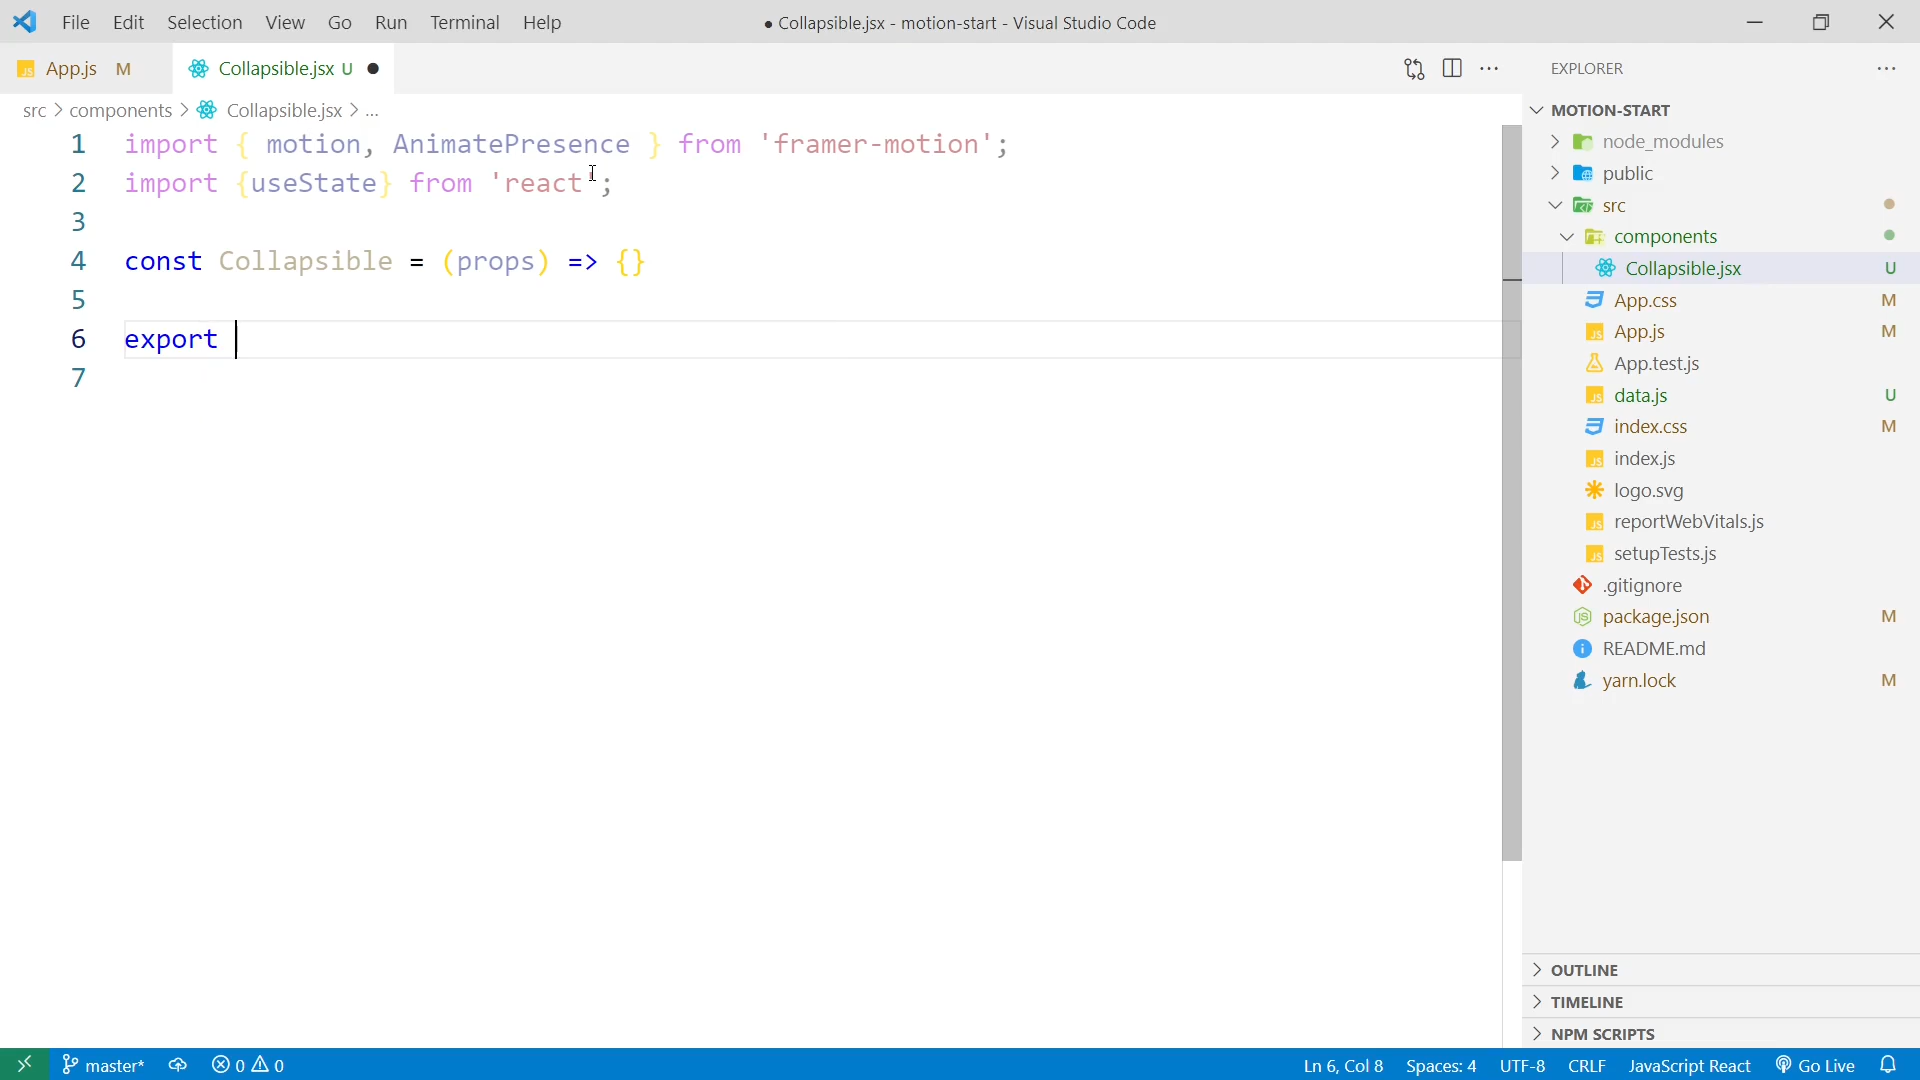 File Edit Selection View Go Run Terminal Help
● Collapsible.jsx - motion-start - Visual Studio Code
App.js M
Collapsible.jsx U ●
src > components > Collapsible.jsx > ...
1 import { motion, AnimatePresence } from 'framer-motion';
2 import {useState} from 'react';
3
4 const Collapsible = (props) => {}
5
6 export
7
EXPLORER
MOTION-START
node_modules
public
src
components
Collapsible.jsx U
App.css M
App.js M
App.test.js
data.js U
index.css M
index.js
logo.svg
reportWebVitals.js
setupTests.js
.gitignore
package.json M
README.md
yarn.lock M
OUTLINE
TIMELINE
NPM SCRIPTS
master* 0 0 Ln 6, Col 8 Spaces: 4 UTF-8 CRLF JavaScript React Go Live